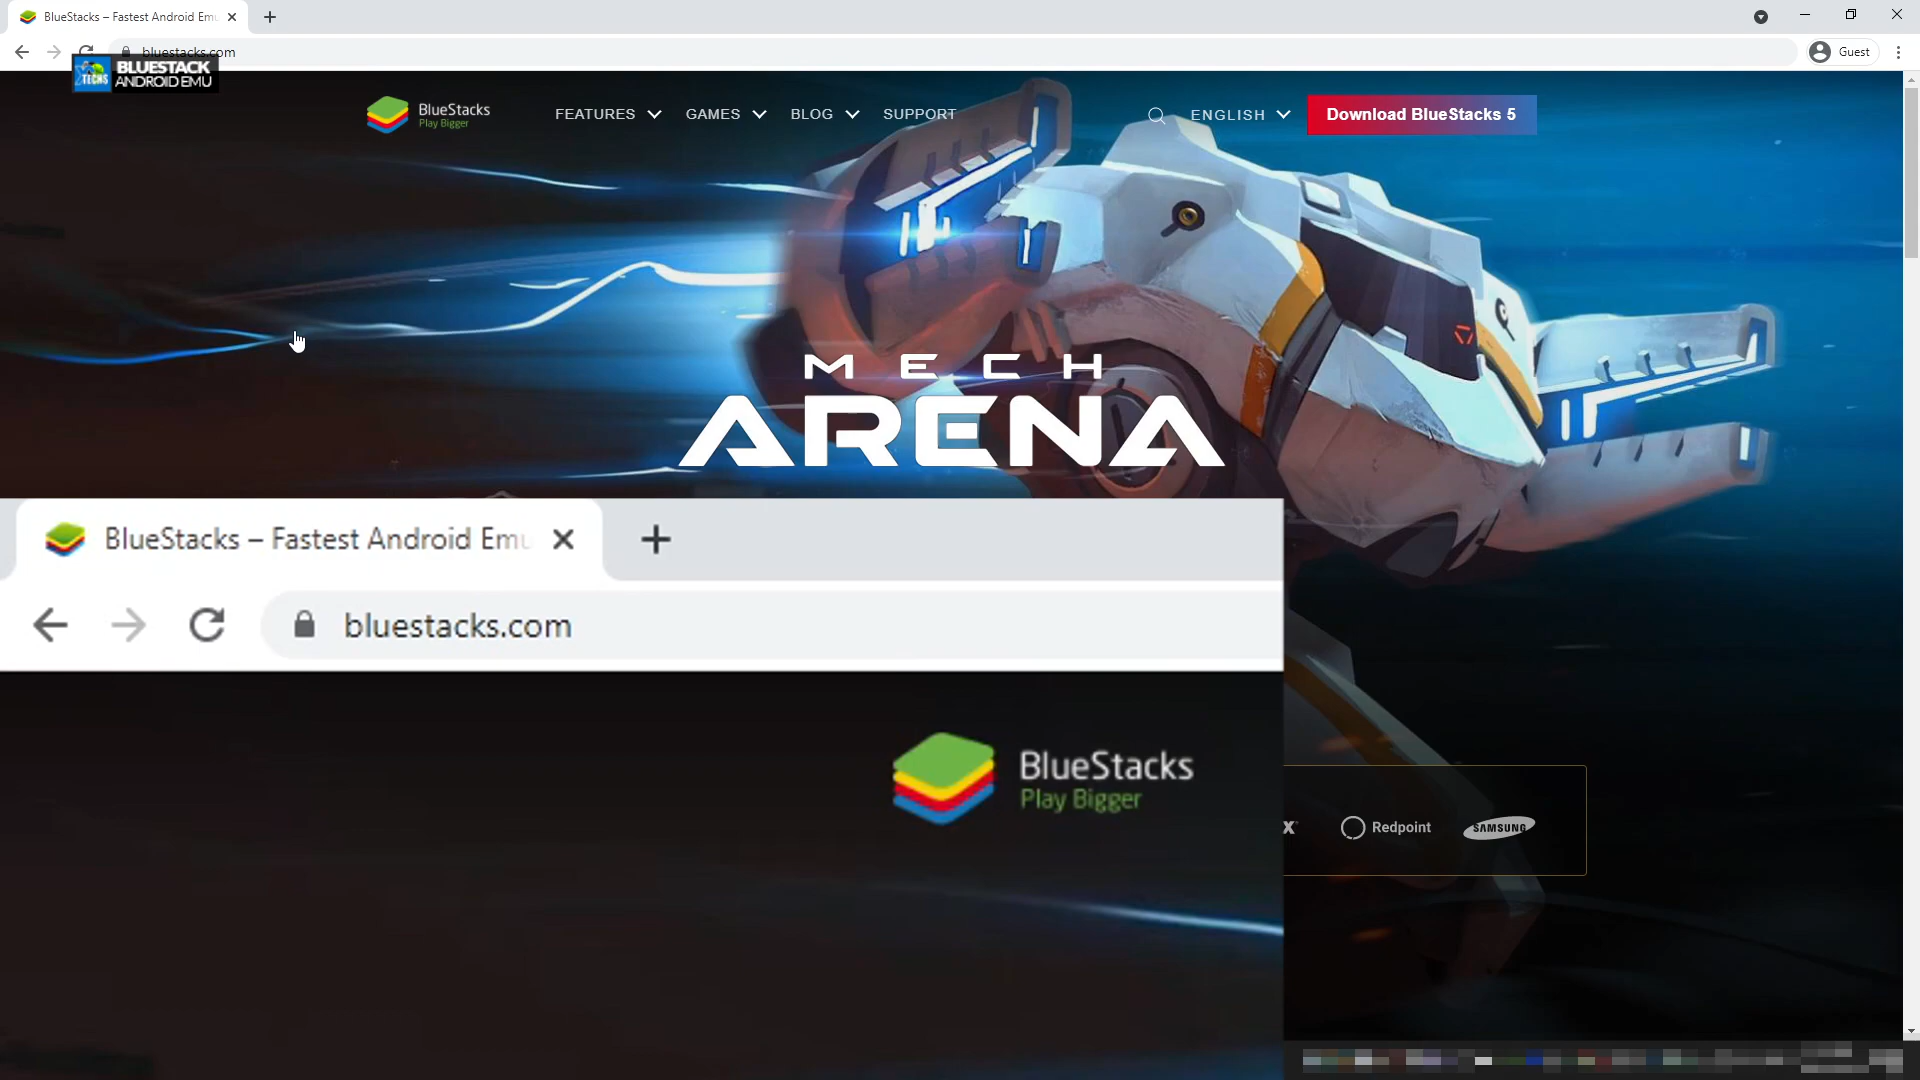 BlueStacks – Fastest Android Emu
bluestacks.com
Guest
TECHS
BLUESTACK
ANDROID EMU
BlueStacks
Play Bigger
FEATURES
GAMES
BLOG
SUPPORT
ENGLISH
Download BlueStacks 5
MECH
ARENA
BlueStacks – Fastest Android Emu
bluestacks.com
BlueStacks
Play Bigger
Redpoint
SAMSUNG